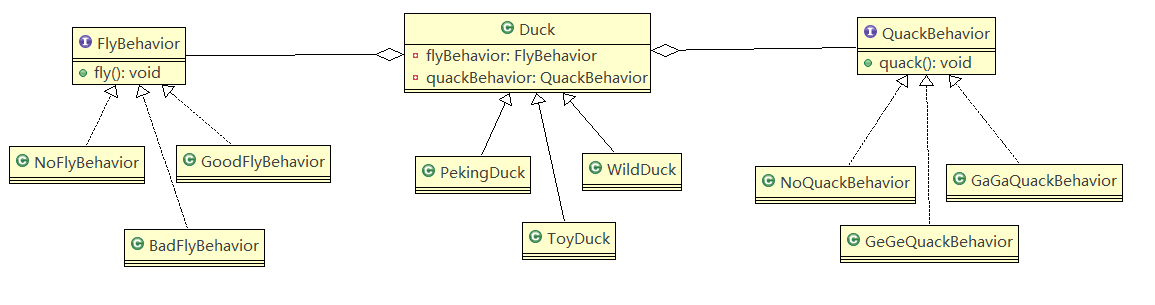 FlyBehavior
fly(): void
Duck
flyBehavior: FlyBehavior
quackBehavior: QuackBehavior
QuackBehavior
quack(): void
NoFlyBehavior
GoodFlyBehavior
BadFlyBehavior
PekingDuck
WildDuck
ToyDuck
NoQuackBehavior
GaGaQuackBehavior
GeGeQuackBehavior